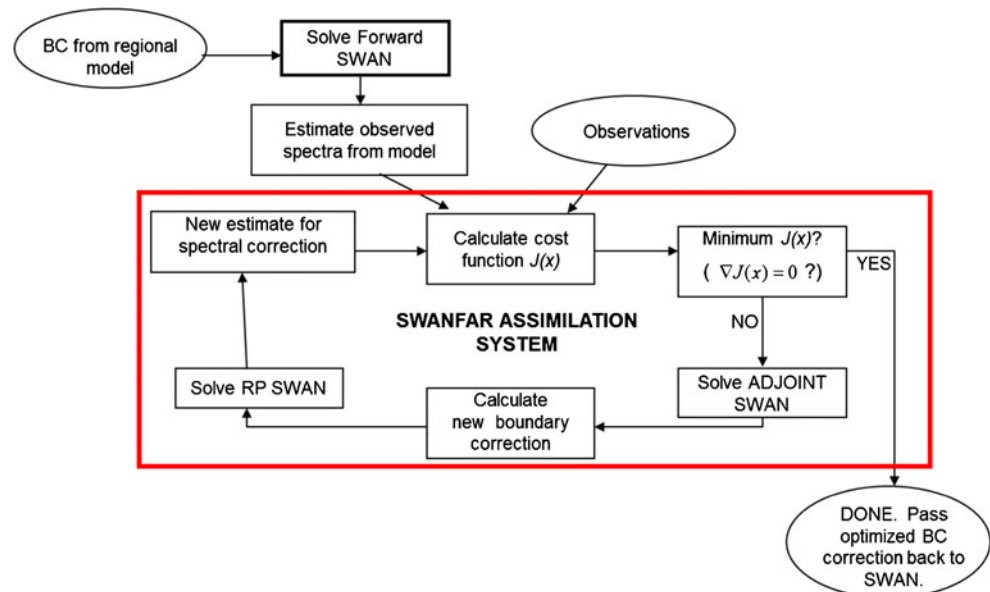 BC from regional
model
Solve Forward
SWAN
Estimate observed
spectra from model
Observations
New estimate for
spectral correction
Calculate cost
function J(x)
Minimum J(x)?
( ∇J(x) = 0 ?)
YES
NO
SWANFAR ASSIMILATION
SYSTEM
Solve RP SWAN
Calculate
new boundary
correction
Solve ADJOINT
SWAN
DONE. Pass
optimized BC
correction back to
SWAN.